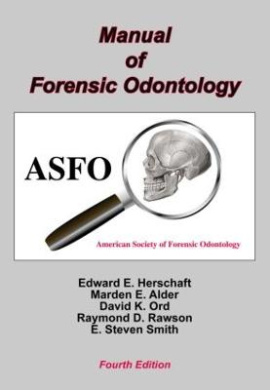 Manual
of
Forensic Odontology
ASFO
American Society of Forensic Odontology
Edward E. Herschaft
Marden E. Alder
David K. Ord
Raymond D. Rawson
E. Steven Smith
Fourth Edition